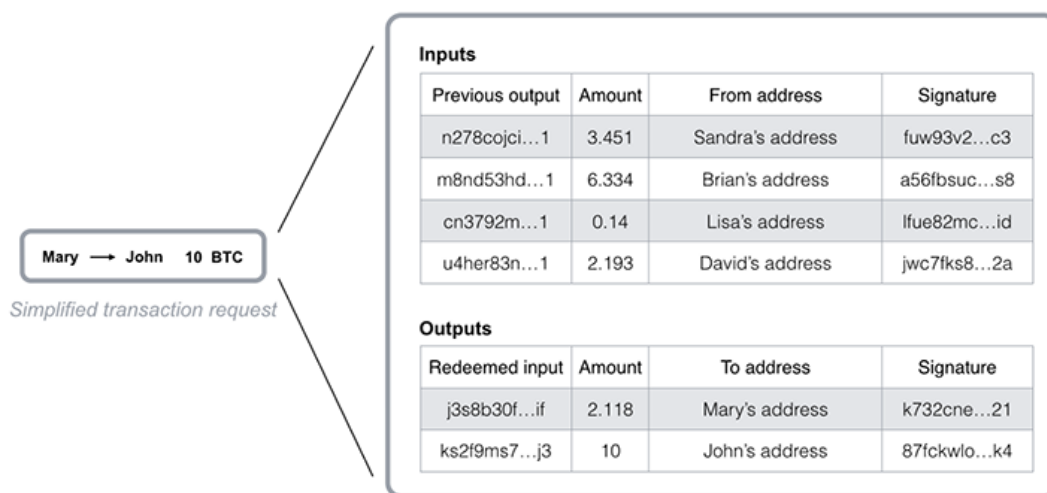 Inputs
Previous output Amount From address Signature
n278cojci...1 3.451 Sandra's address fuw93v2...c3
m8nd53hd...1 6.334 Brian's address a56fbsuc...s8
cn3792m...1 0.14 Lisa's address lfue82mc...id
u4her83n...1 2.193 David's address jwc7fks8...2a
Mary → John 10 BTC
Simplified transaction request
Outputs
Redeemed input Amount To address Signature
j3s8b30f...if 2.118 Mary's address k732cne...21
ks2f9ms7...j3 10 John's address 87fckwlo...k4